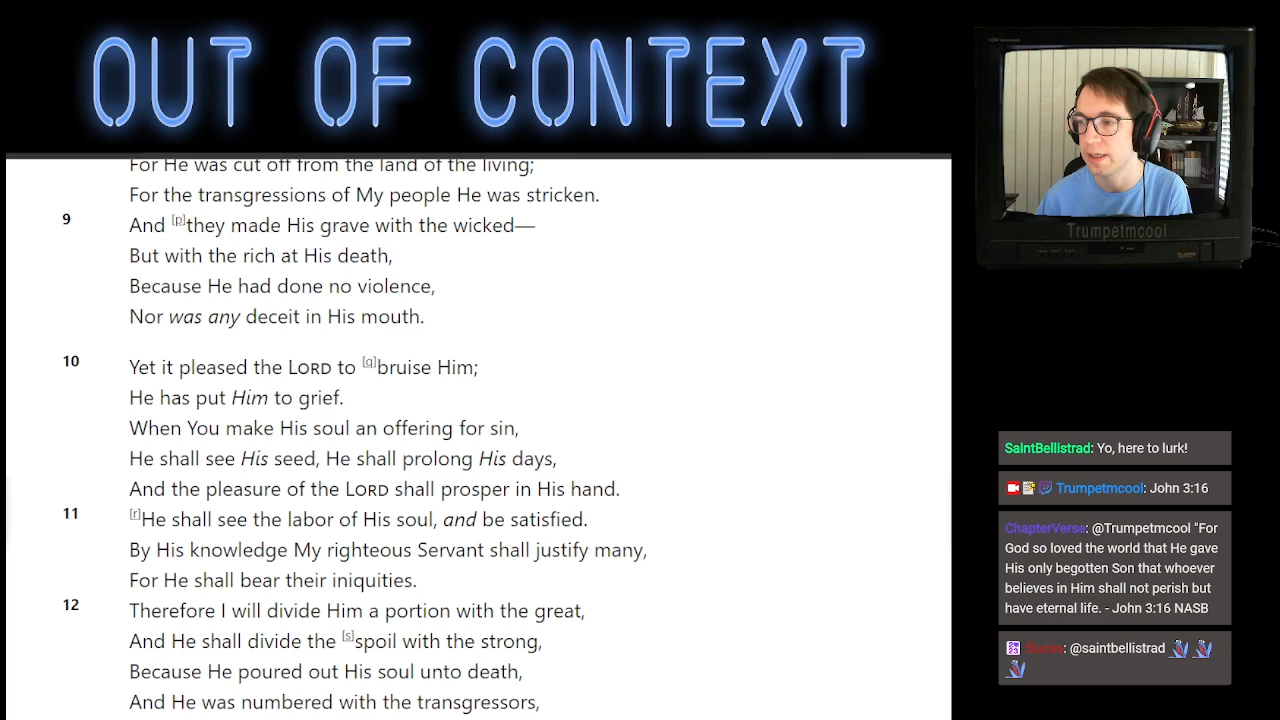 OUT OF CONTEXT
For He was cut off from the land of the living;
For the transgressions of My people He was stricken.
9 And [p]they made His grave with the wicked—
But with the rich at His death,
Because He had done no violence,
Nor was any deceit in His mouth.
10 Yet it pleased the LORD to [q]bruise Him;
He has put Him to grief.
When You make His soul an offering for sin,
He shall see His seed, He shall prolong His days,
And the pleasure of the LORD shall prosper in His hand.
11 [r]He shall see the labor of His soul, and be satisfied.
By His knowledge My righteous Servant shall justify many,
For He shall bear their iniquities.
12 Therefore I will divide Him a portion with the great,
And He shall divide the [s]spoil with the strong,
Because He poured out His soul unto death,
And He was numbered with the transgressors,
Trumpetmcool
SaintBellistrad: Yo, here to lurk!
Trumpetmcool: John 3:16
ChapterVerse: @Trumpetmcool "For
God so loved the world that He gave
His only begotten Son that whoever
believes in Him shall not perish but
have eternal life. - John 3:16 NASB
: @saintbellistrad